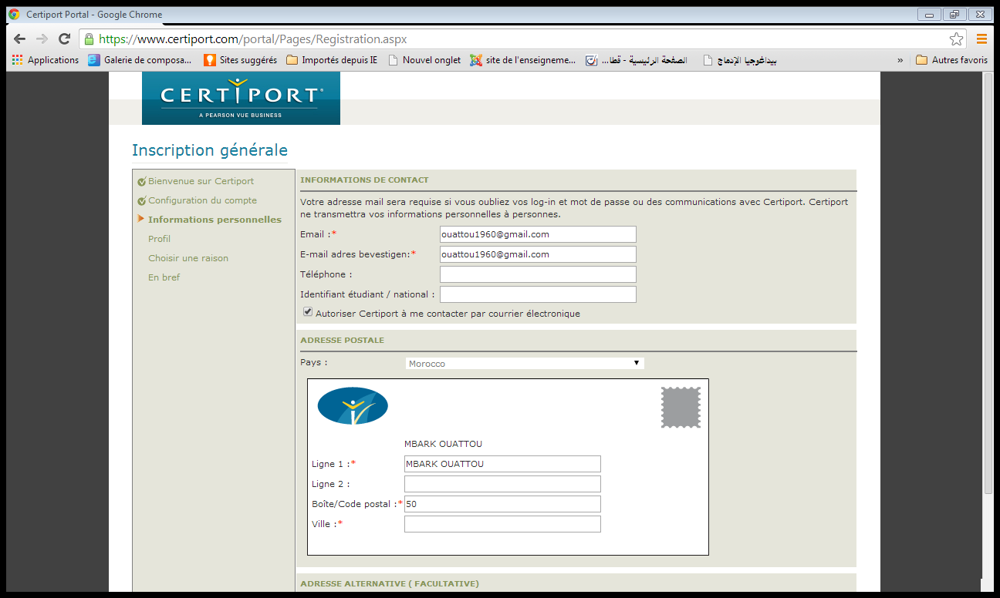 Certiport Portal - Google Chrome
https://www.certiport.com/portal/Pages/Registration.aspx
Applications Galerie de composa... Sites suggérés Importés depuis IE Nouvel onglet site de l'enseigneme... الصفحة الرئيسية - قطا... بيداغوجيا الإدماج » Autres favoris
CERTIPORT®
A PEARSON VUE BUSINESS
Inscription générale
Bienvenue sur Certiport
Configuration du compte
Informations personnelles
Profil
Choisir une raison
En bref
INFORMATIONS DE CONTACT
Votre adresse mail sera requise si vous oubliez vos log-in et mot de passe ou des communications avec Certiport. Certiport
ne transmettra vos informations personnelles à personnes.
Email :* ouattou1960@gmail.com
E-mail adres bevestigen:* ouattou1960@gmail.com
Téléphone :
Identifiant étudiant / national :
Autoriser Certiport à me contacter par courrier électronique
ADRESSE POSTALE
Pays : Morocco
MBARK OUATTOU
Ligne 1 :* MBARK OUATTOU
Ligne 2 :
Boîte/Code postal :* 50
Ville :*
ADRESSE ALTERNATIVE ( FACULTATIVE)